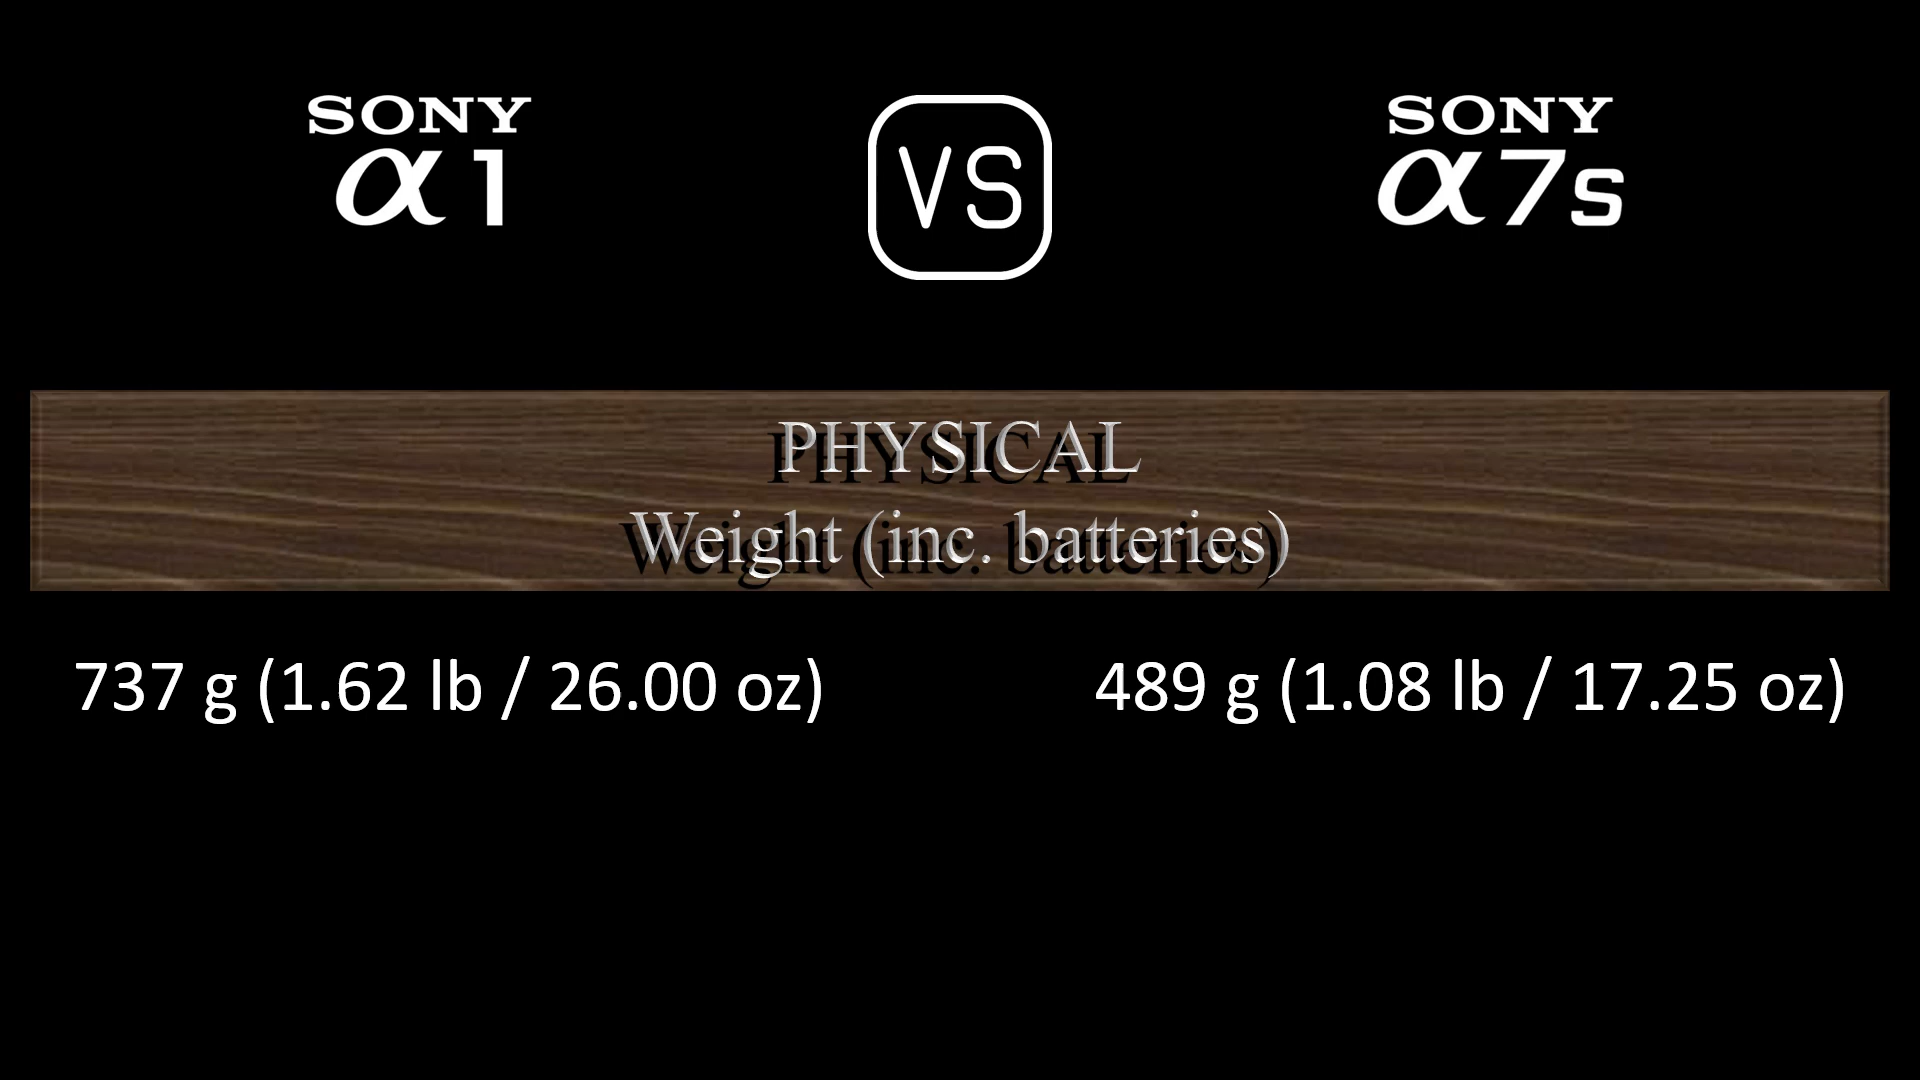 SONY
α1
VS
SONY
α7s
PHYSICAL
Weight (inc. batteries)
737 g (1.62 lb / 26.00 oz)
489 g (1.08 lb / 17.25 oz)